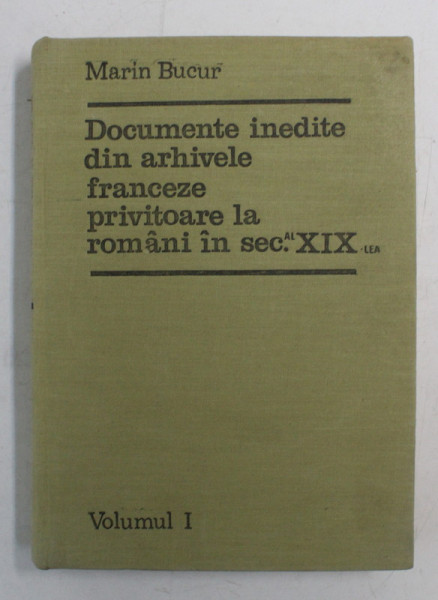 Marin Bucur
Documente inedite
din arhivele
franceze
privitoare la
români în sec. AL XIX-LEA
Volumul I